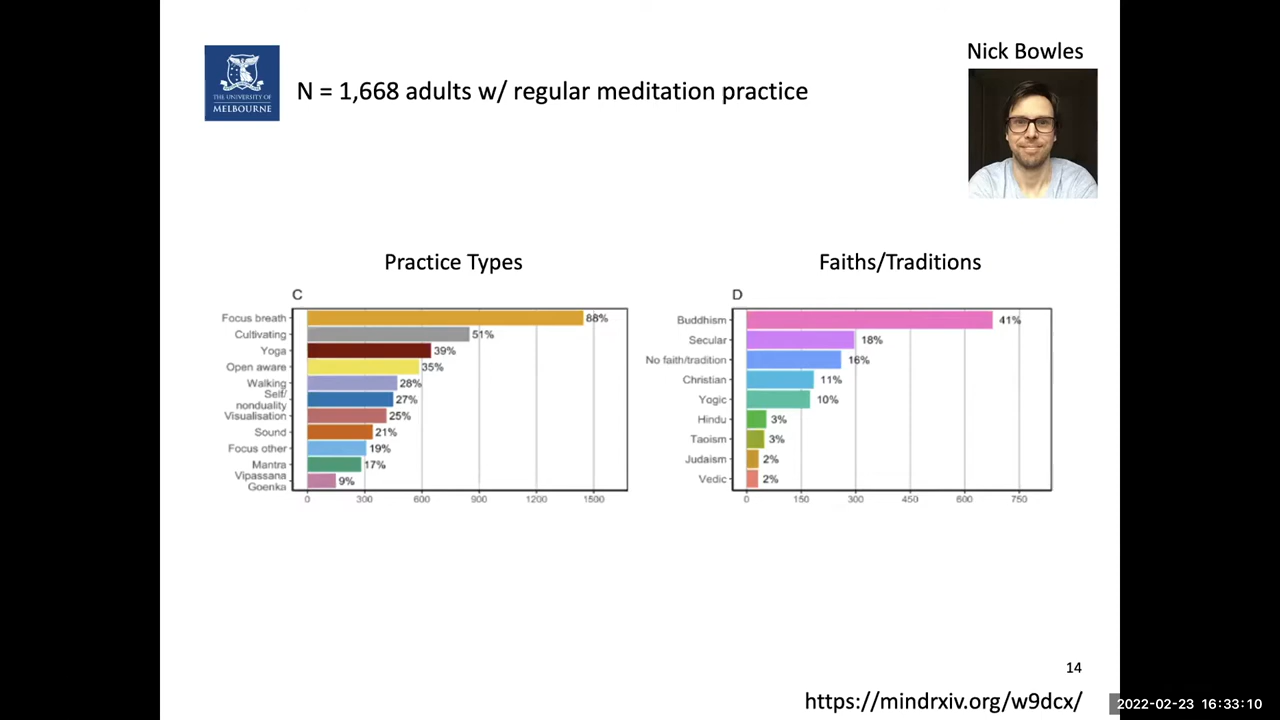 Nick Bowles
THE UNIVERSITY OF
MELBOURNE
N = 1,668 adults w/ regular meditation practice
Practice Types
C
Focus breath 88%
Cultivating 51%
Yoga 39%
Open aware 35%
Walking 28%
Self/
nonduality 27%
Visualisation 25%
Sound 21%
Focus other 19%
Mantra 17%
Vipassana
Goenka 9%
0 300 600 900 1200 1500
Faiths/Traditions
D
Buddhism 41%
Secular 18%
No faith/tradition 16%
Christian 11%
Yogic 10%
Hindu 3%
Taoism 3%
Judaism 2%
Vedic 2%
0 150 300 450 600 750
14
https://mindrxiv.org/w9dcx/
2022-02-23 16:33:10